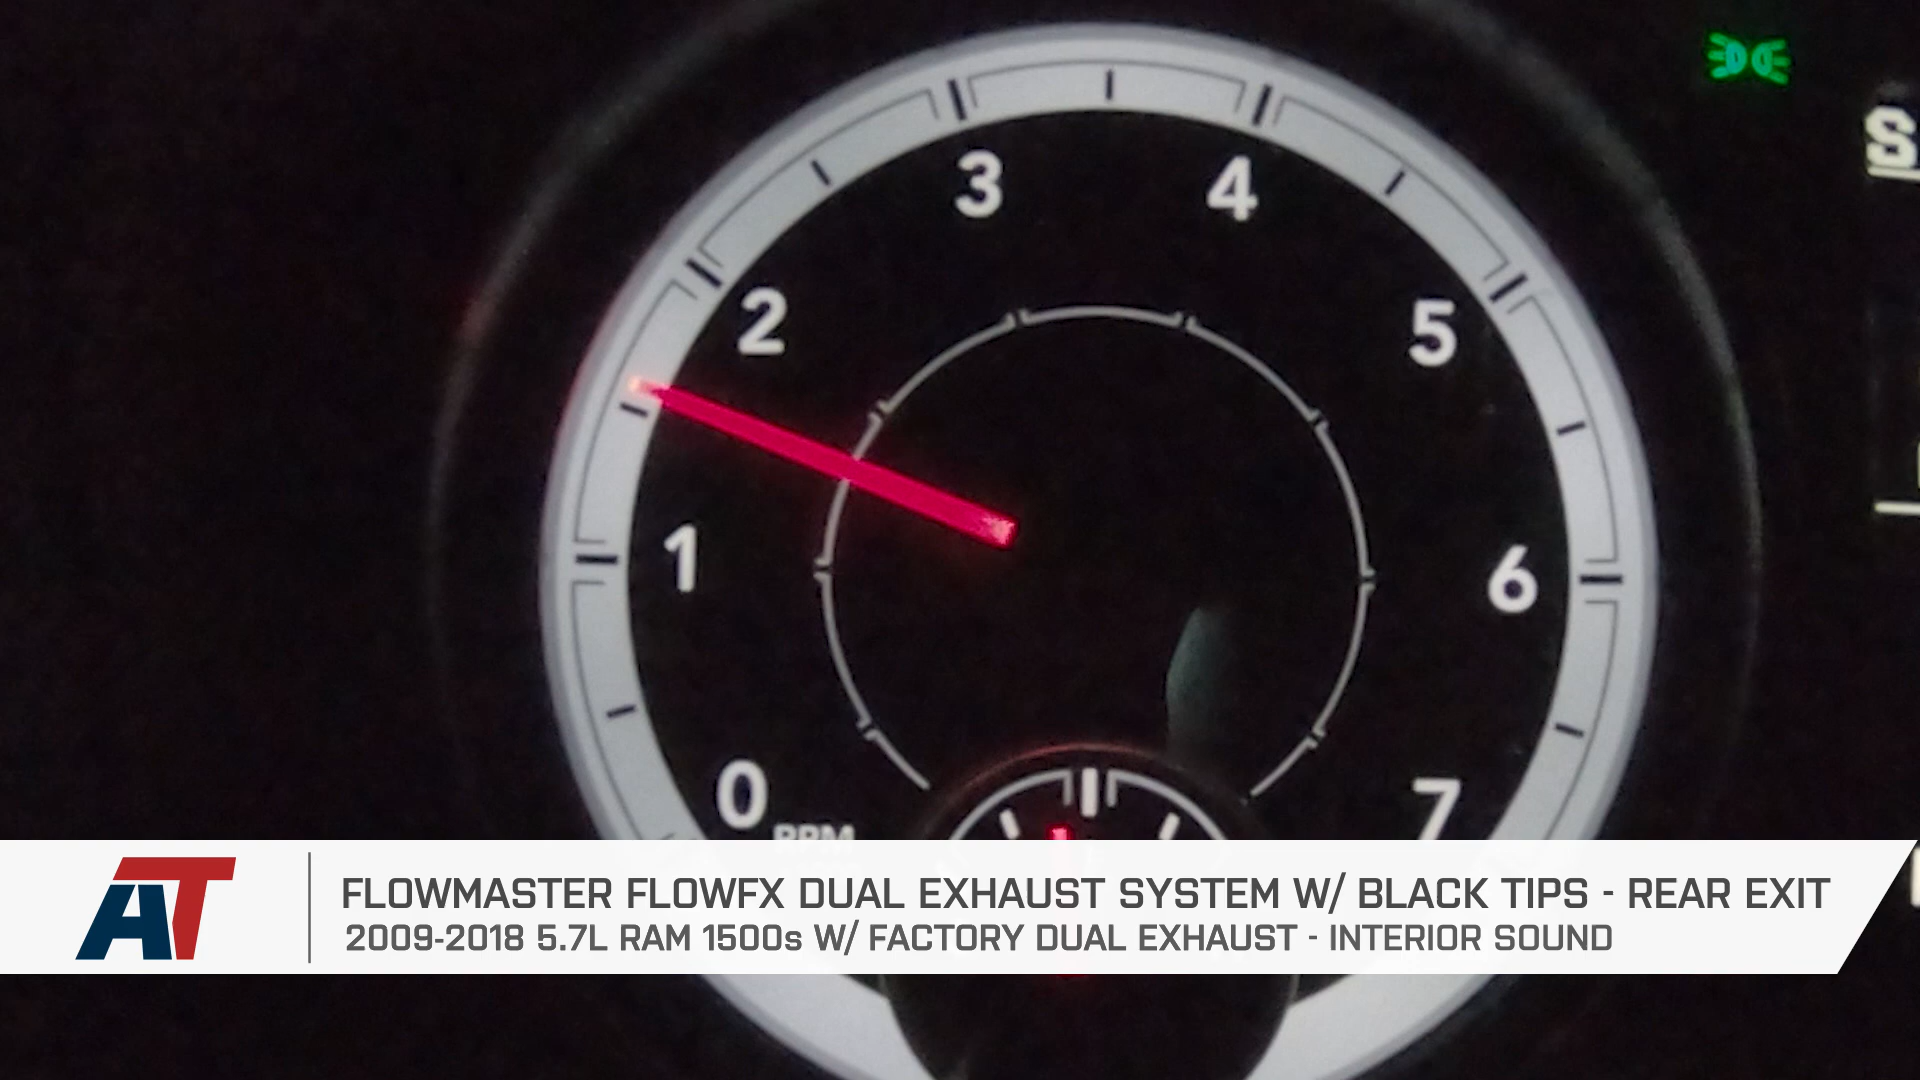 S
3
4
2
5
1
6
0
7
RPM
AT
FLOWMASTER FLOWFX DUAL EXHAUST SYSTEM W/ BLACK TIPS - REAR EXIT
2009-2018 5.7L RAM 1500s W/ FACTORY DUAL EXHAUST - INTERIOR SOUND